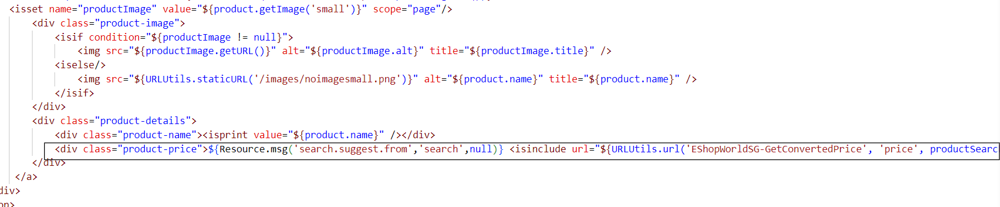 <isset name="productImage" value="${product.getImage('small')}" scope="page"/>
<div class="product-image">
<isif condition="${productImage != null}">
<img src="${productImage.getURL()}" alt="${productImage.alt}" title="${productImage.title}" />
<iselse/>
<img src="${URLUtils.staticURL('/images/noimagesmall.png')}" alt="${product.name}" title="${product.name}" />
</isif>
</div>
<div class="product-details">
<div class="product-name"><isprint value="${product.name}" /></div>
<div class="product-price">${Resource.msg('search.suggest.from','search',null)} <isinclude url="${URLUtils.url('EShopWorldSG-GetConvertedPrice', 'price', productSearc
</div>
</a>
div>